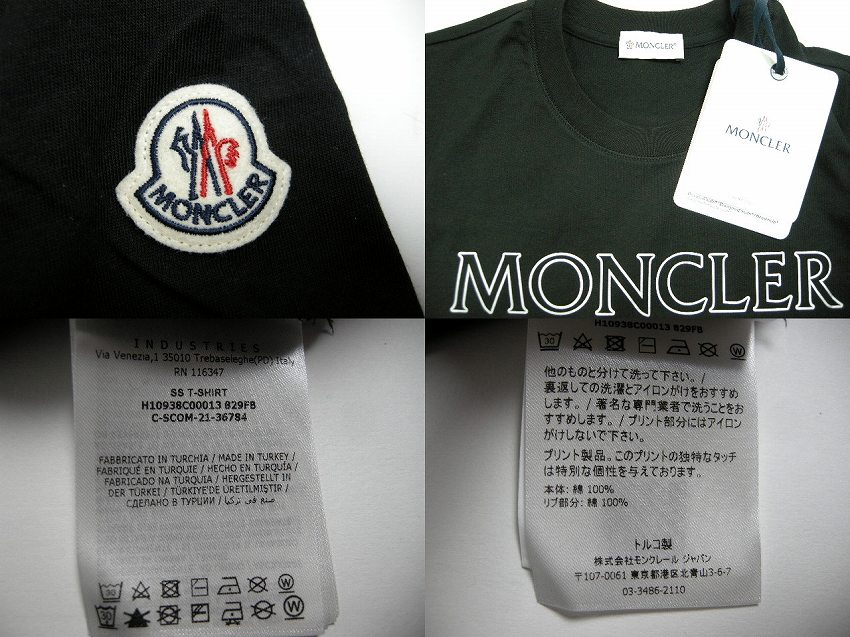 MONCLER
MONCLER
MONCLER
MONCLER
INDUSTRIES
Via Venezia,1 35010 Trebaseleghe(PD) Italy
RN 116347
SS T-SHIRT
H10938C00013 829FB
C-SCOM-21-36784
FABBRICATO IN TURCHIA / MADE IN TURKEY /
FABRIQUÉ EN TURQUIE / HECHO EN TURQUÍA /
FABRICADO NA TURQUIA / HERGESTELLT IN
DER TÜRKEI / TÜRKİYE'DE ÜRETİLMİŞTİR /
СДЕЛАНО В ТУРЦИИ / صنع في تركيا
30
W
30
W
H10938C00013 829FB
30
W
他のものと分けて洗って下さい。/
裏返しての洗濯とアイロンがけをおすすめ
します。/ 著名な専門業者で洗うことをお
すすめします。/ プリント部分にはアイロン
がけしないで下さい。
プリント製品。このプリントの独特なタッチ
は特別な個性を与えております。
本体: 綿 100%
リブ部分: 綿 100%
トルコ製
株式会社モンクレール ジャパン
〒107-0061 東京都港区北青山3-6-7
03-3486-2110